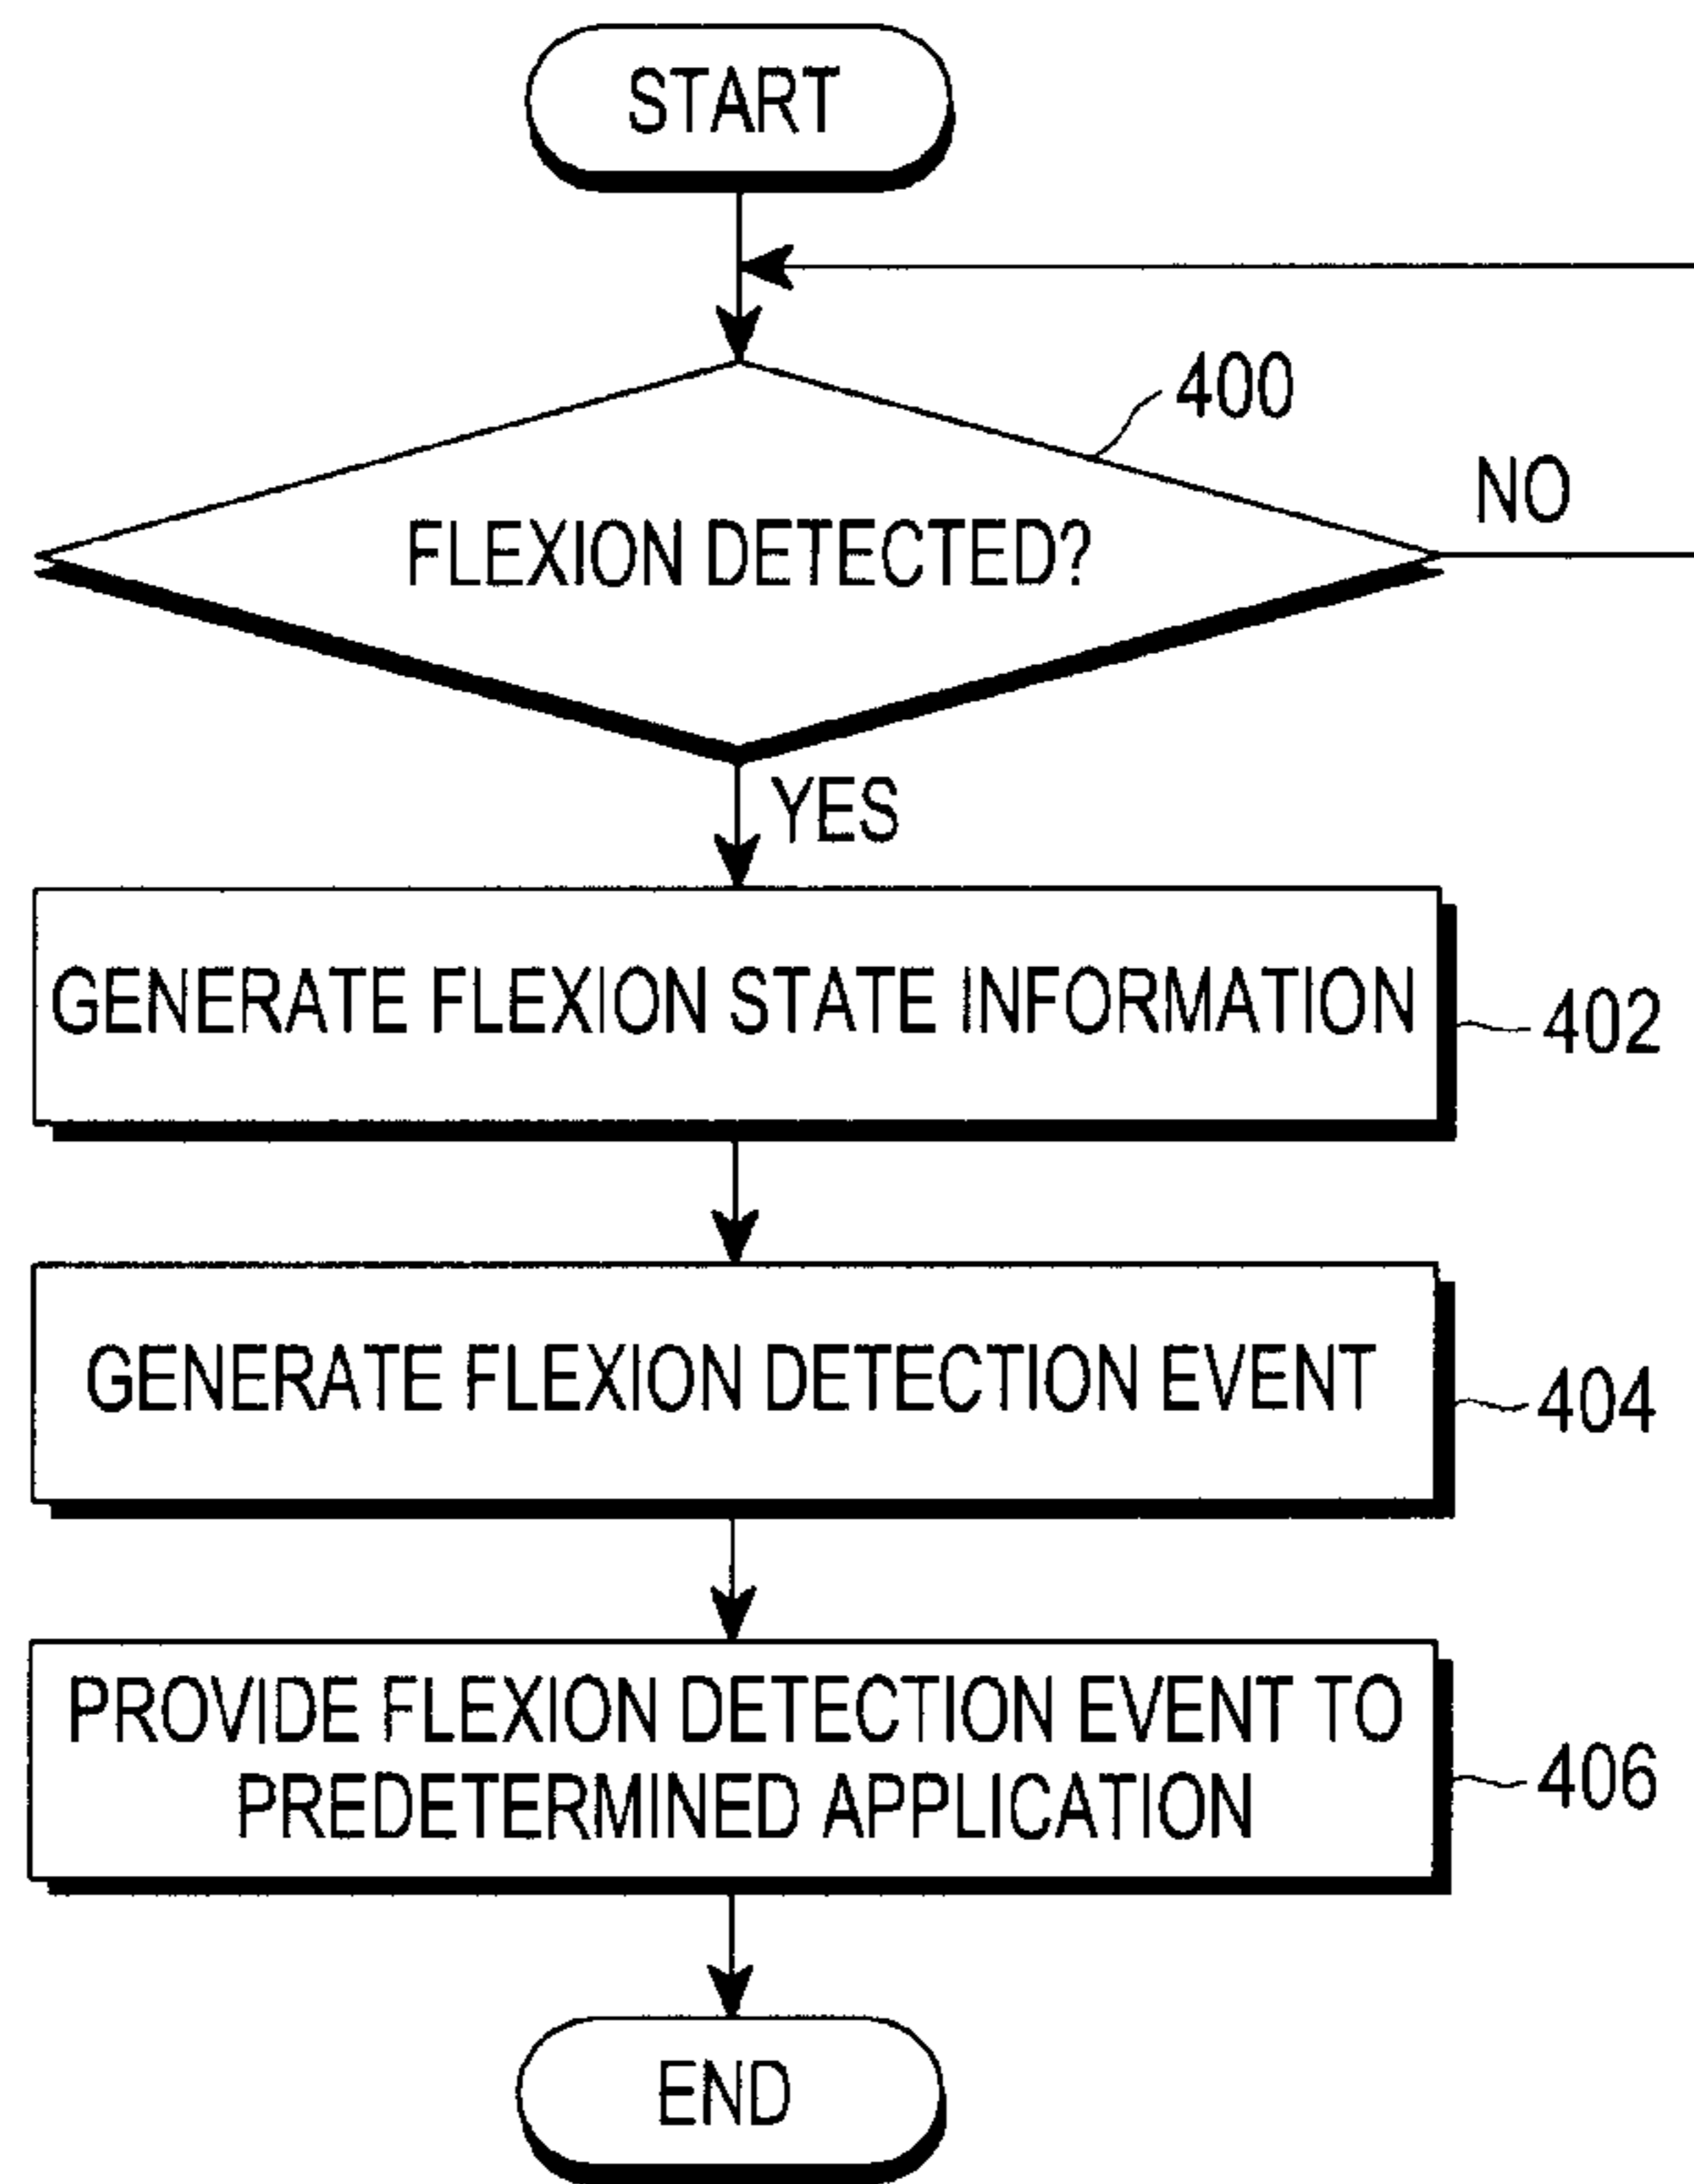 START
400
NO
FLEXION DETECTED?
YES
GENERATE FLEXION STATE INFORMATION
402
GENERATE FLEXION DETECTION EVENT
404
PROVIDE FLEXION DETECTION EVENT TO
PREDETERMINED APPLICATION
406
END